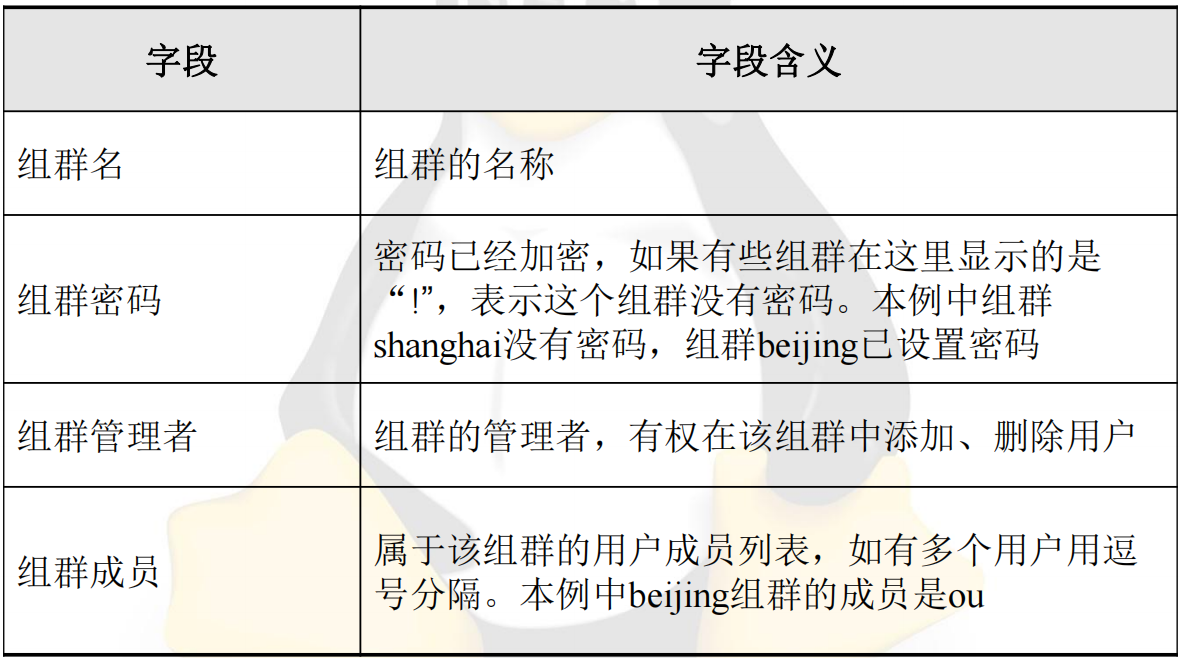 字段
字段含义
组群名
组群的名称
组群密码
密码已经加密，如果有些组群在这里显示的是
“!”，表示这个组群没有密码。本例中组群
shanghai没有密码，组群beijing已设置密码
组群管理者
组群的管理者，有权在该组群中添加、删除用户
组群成员
属于该组群的用户成员列表，如有多个用户用逗
号分隔。本例中beijing组群的成员是ou